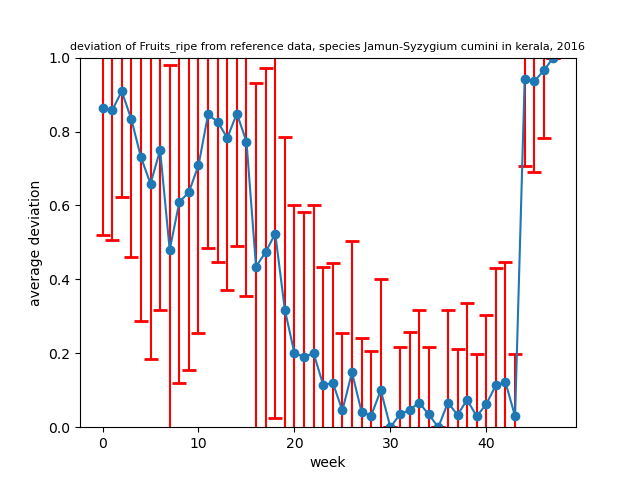 deviation of Fruits_ripe from reference data, species Jamun-Syzygium cumini in kerala, 2016
1.0
0.8
0.6
0.4
0.2
0.0
average deviation
0 10 20 30 40
week